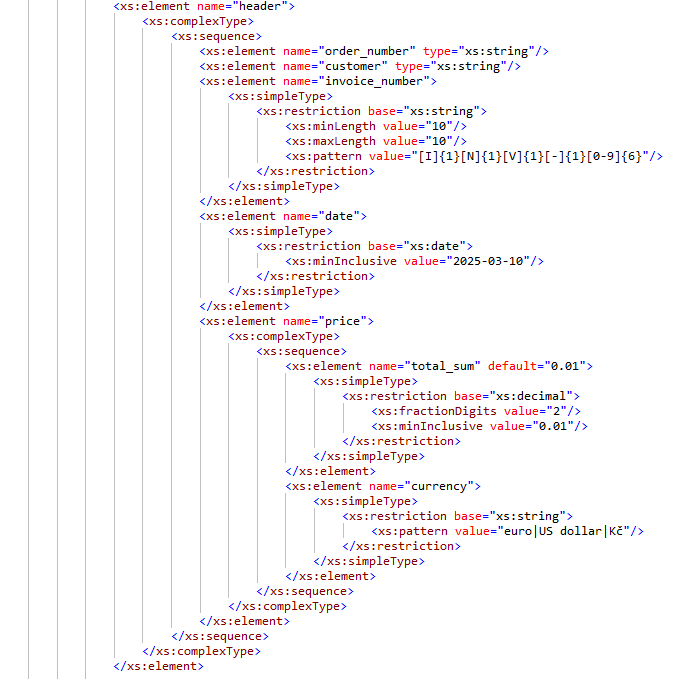 <xs:element name="header">
<xs:complexType>
<xs:sequence>
<xs:element name="order_number" type="xs:string"/>
<xs:element name="customer" type="xs:string"/>
<xs:element name="invoice_number">
<xs:simpleType>
<xs:restriction base="xs:string">
<xs:minLength value="10"/>
<xs:maxLength value="10"/>
<xs:pattern value="[I]{1}[N]{1}[V]{1}[-]{1}[0-9]{6}"/>
</xs:restriction>
</xs:simpleType>
</xs:element>
<xs:element name="date">
<xs:simpleType>
<xs:restriction base="xs:date">
<xs:minInclusive value="2025-03-10"/>
</xs:restriction>
</xs:simpleType>
</xs:element>
<xs:element name="price">
<xs:complexType>
<xs:sequence>
<xs:element name="total_sum" default="0.01">
<xs:simpleType>
<xs:restriction base="xs:decimal">
<xs:fractionDigits value="2"/>
<xs:minInclusive value="0.01"/>
</xs:restriction>
</xs:simpleType>
</xs:element>
<xs:element name="currency">
<xs:simpleType>
<xs:restriction base="xs:string">
<xs:pattern value="euro|US dollar|Kč"/>
</xs:restriction>
</xs:simpleType>
</xs:element>
</xs:sequence>
</xs:complexType>
</xs:element>
</xs:sequence>
</xs:complexType>
</xs:element>